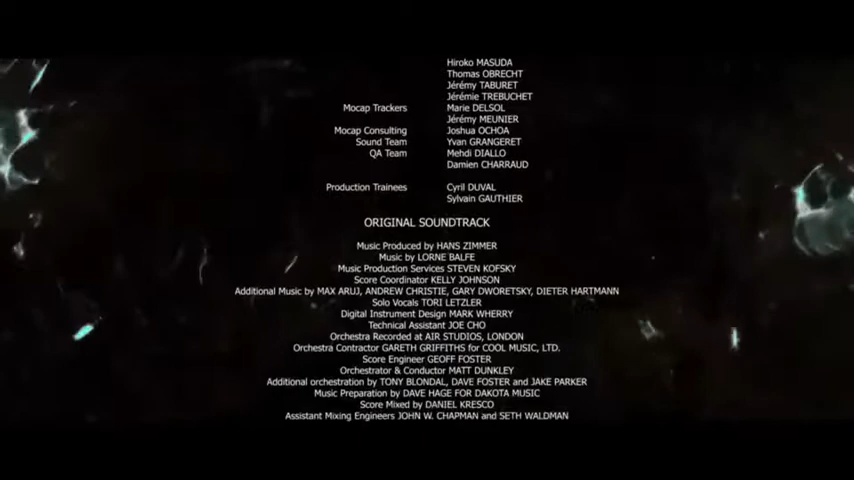 Hiroko MASUDA
Thomas OBRECHT
Jérémy TABURET
Jérémie TREBUCHET
Mocap Trackers Marie DELSOL
Jérémy MEUNIER
Mocap Consulting Joshua OCHOA
Sound Team Yvan GRANGERET
QA Team Mehdi DIALLO
Damien CHARRAUD
Production Trainees Cyril DUVAL
Sylvain GAUTHIER
ORIGINAL SOUNDTRACK
Music Produced by HANS ZIMMER
Music by LORNE BALFE
Music Production Services STEVEN KOFSKY
Score Coordinator KELLY JOHNSON
Additional Music by MAX ARUJ, ANDREW CHRISTIE, GARY DWORETSKY, DIETER HARTMANN
Solo Vocals TORI LETZLER
Digital Instrument Design MARK WHERRY
Technical Assistant JOE CHO
Orchestra Recorded at AIR STUDIOS, LONDON
Orchestra Contractor GARETH GRIFFITHS for COOL MUSIC, LTD.
Score Engineer GEOFF FOSTER
Orchestrator & Conductor MATT DUNKLEY
Additional orchestration by TONY BLONDAL, DAVE FOSTER and JAKE PARKER
Music Preparation by DAVE HAGE FOR DAKOTA MUSIC
Score Mixed by DANIEL KRESCO
Assistant Mixing Engineers JOHN W. CHAPMAN and SETH WALDMAN